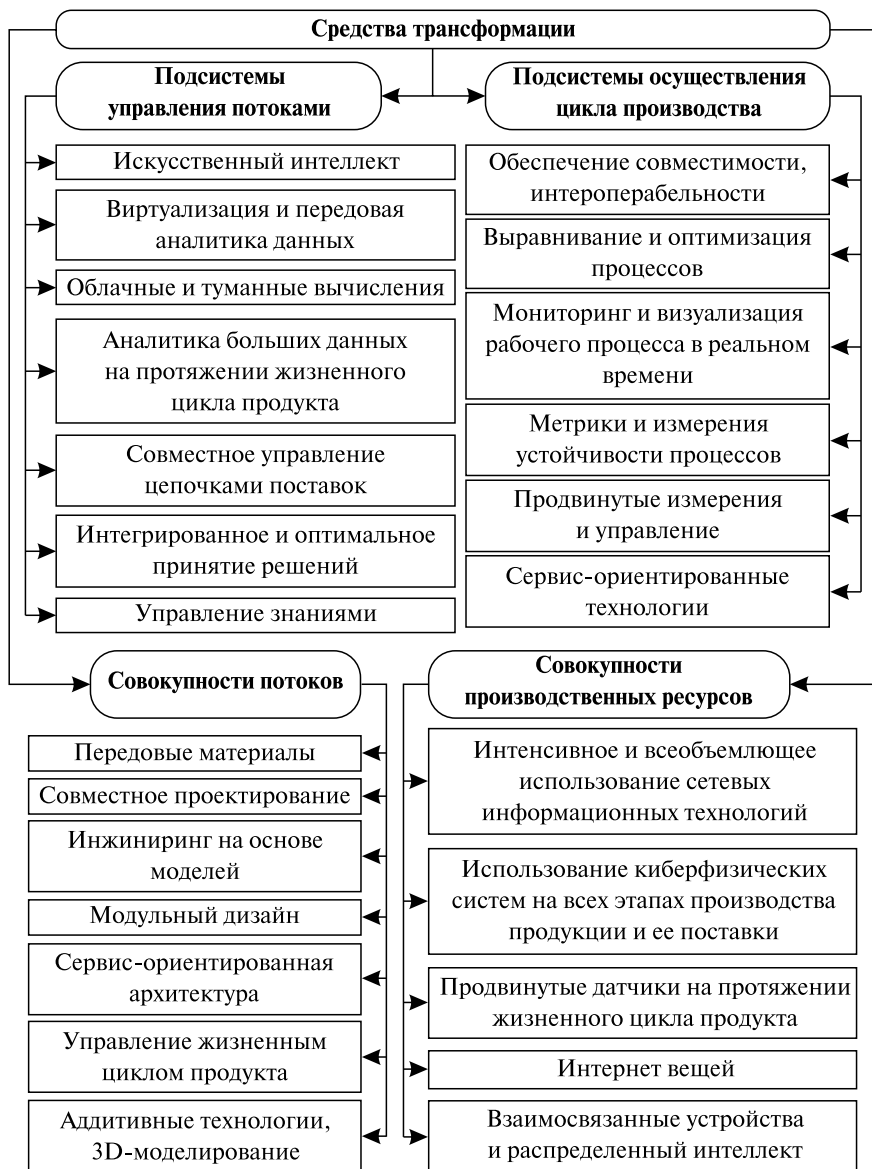 Средства трансформации
Подсистемы
управления потоками
Искусственный интеллект
Виртуализация и передовая
аналитика данных
Облачные и туманные вычисления
Аналитика больших данных
на протяжении жизненного
цикла продукта
Совместное управление
цепочками поставок
Интегрированное и оптимальное
принятие решений
Управление знаниями
Подсистемы осуществления
цикла производства
Обеспечение совместимости,
интероперабельности
Выравнивание и оптимизация
процессов
Мониторинг и визуализация
рабочего процесса в реальном
времени
Метрики и измерения
устойчивости процессов
Продвинутые измерения
и управление
Сервис-ориентированные
технологии
Совокупности потоков
Передовые материалы
Совместное проектирование
Инжиниринг на основе
моделей
Модульный дизайн
Сервис-ориентированная
архитектура
Управление жизненным
циклом продукта
Аддитивные технологии,
3D-моделирование
Совокупности
производственных ресурсов
Интенсивное и всеобъемлющее
использование сетевых
информационных технологий
Использование киберфизических
систем на всех этапах производства
продукции и ее поставки
Продвинутые датчики на протяжении
жизненного цикла продукта
Интернет вещей
Взаимосвязанные устройства
и распределенный интеллект